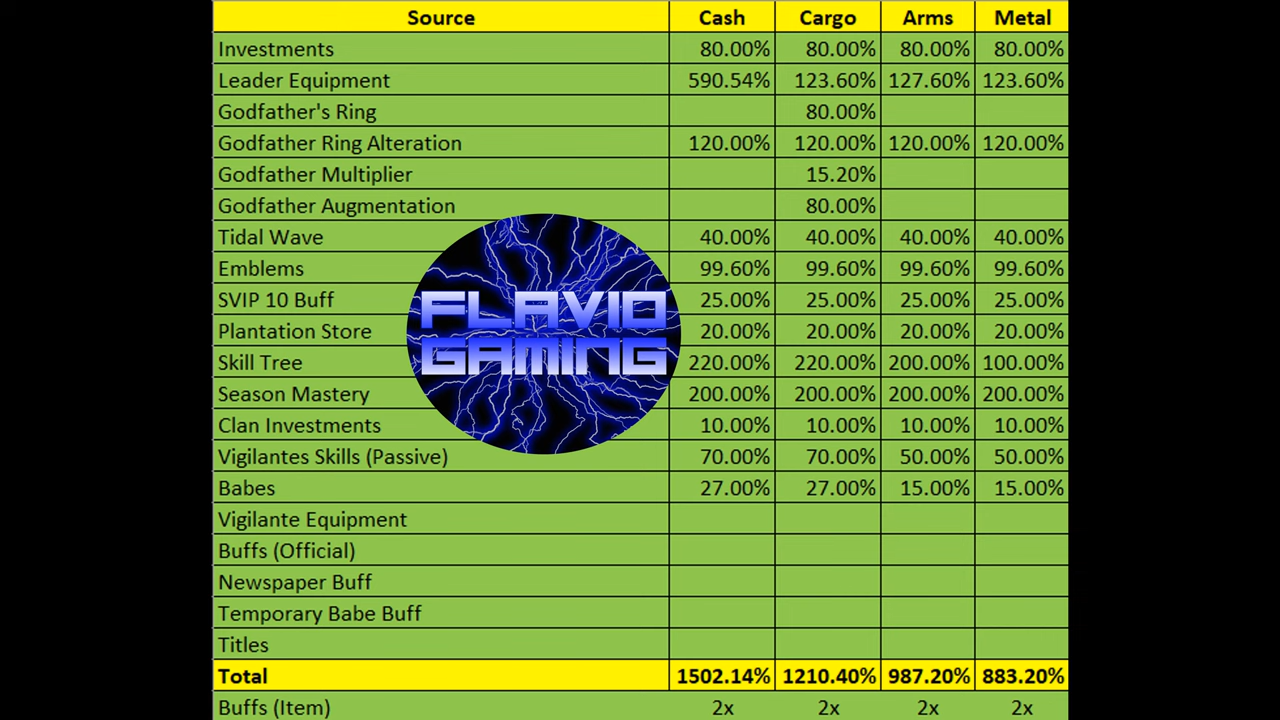 Source Cash Cargo Arms Metal
Investments 80.00% 80.00% 80.00% 80.00%
Leader Equipment 590.54% 123.60% 127.60% 123.60%
Godfather's Ring 80.00%
Godfather Ring Alteration 120.00% 120.00% 120.00% 120.00%
Godfather Multiplier 15.20%
Godfather Augmentation 80.00%
Tidal Wave 40.00% 40.00% 40.00% 40.00%
Emblems 99.60% 99.60% 99.60% 99.60%
SVIP 10 Buff 25.00% 25.00% 25.00% 25.00%
Plantation Store 20.00% 20.00% 20.00% 20.00%
Skill Tree 220.00% 220.00% 200.00% 100.00%
Season Mastery 200.00% 200.00% 200.00% 200.00%
Clan Investments 10.00% 10.00% 10.00% 10.00%
Vigilantes Skills (Passive) 70.00% 70.00% 50.00% 50.00%
Babes 27.00% 27.00% 15.00% 15.00%
Vigilante Equipment
Buffs (Official)
Newspaper Buff
Temporary Babe Buff
Titles
Total 1502.14% 1210.40% 987.20% 883.20%
Buffs (Item) 2x 2x 2x 2x
FLAVIO
GAMING